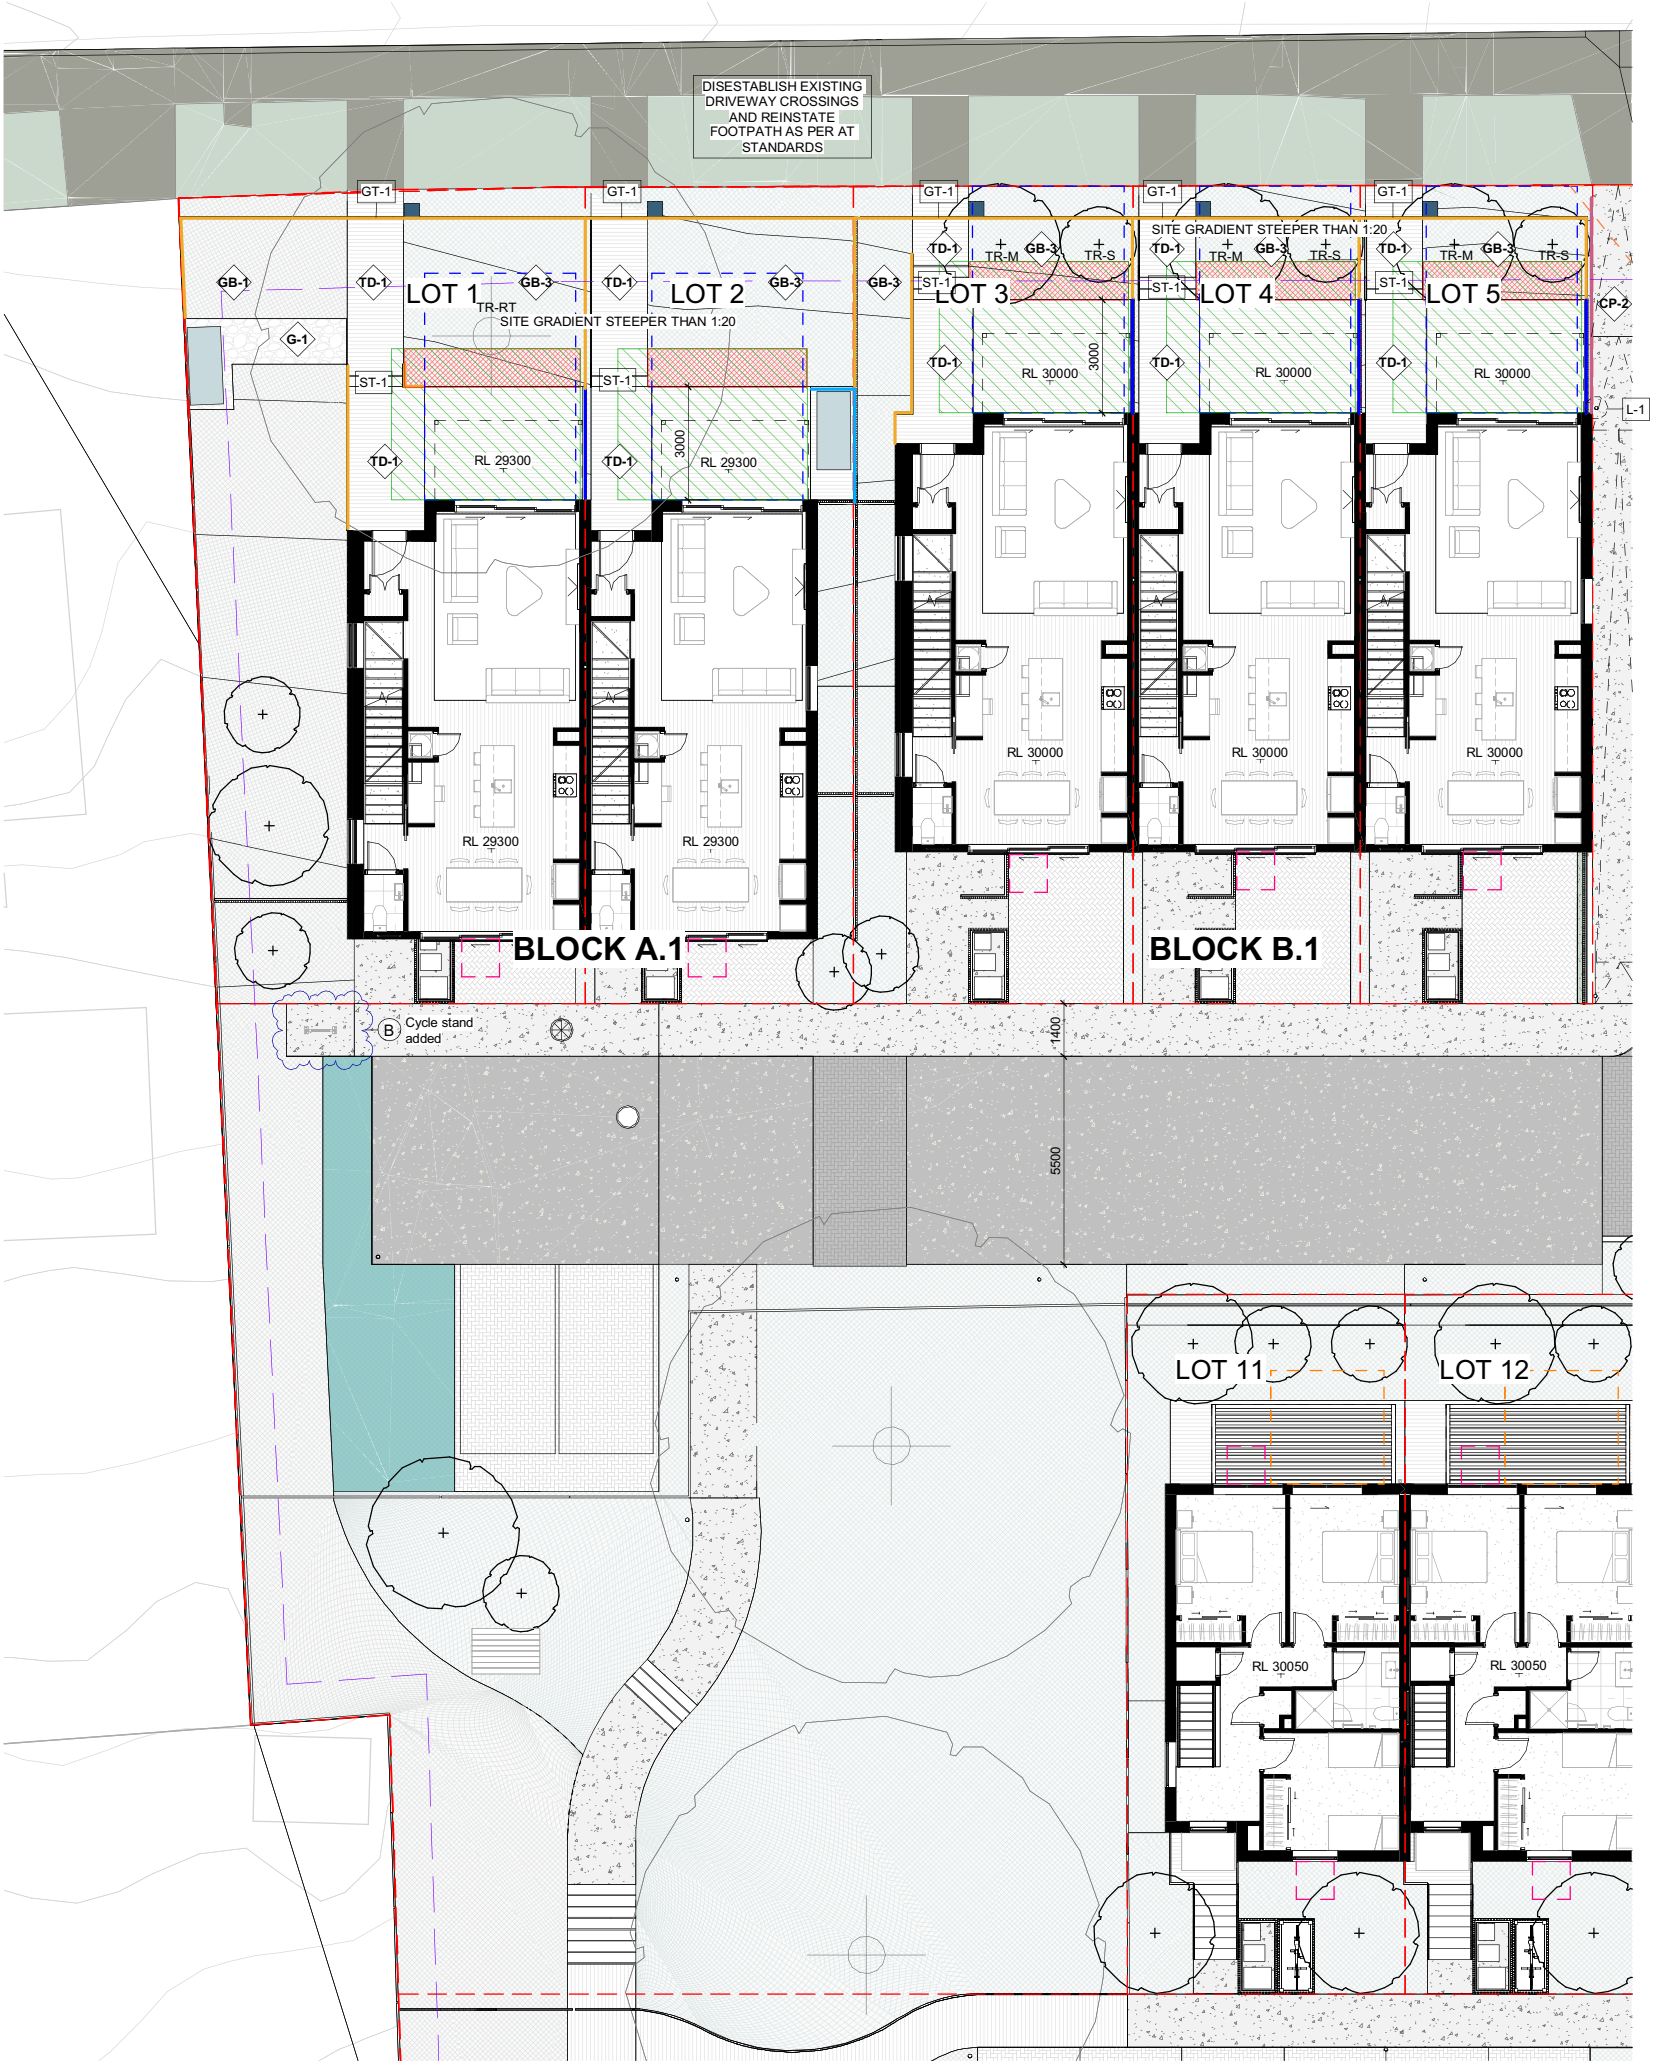 DISESTABLISH EXISTING
DRIVEWAY CROSSINGS
AND REINSTATE
FOOTPATH AS PER AT
STANDARDS
GT-1
GT-1
GT-1
GT-1
GT-1
SITE GRADIENT STEEPER THAN 1:20
TD-1
TR-M
GB-3
TR-S
TD-1
TR-M
GB-3
TR-S
TD-1
TR-M
GB-3
TR-S
GB-1
TD-1
LOT 1
GB-3
TD-1
LOT 2
GB-3
GB-3
ST-1
LOT 3
ST-1
LOT 4
ST-1
LOT 5
CP-2
TR-RT
SITE GRADIENT STEEPER THAN 1:20
G-1
TD-1
RL 30000
3000
TD-1
RL 30000
TD-1
RL 30000
ST-1
ST-1
L-1
TD-1
RL 29300
TD-1
3000
RL 29300
RL 30000
RL 30000
RL 30000
RL 29300
RL 29300
BLOCK A.1
BLOCK B.1
B
Cycle stand
added
1400
5500
LOT 11
LOT 12
RL 30050
RL 30050